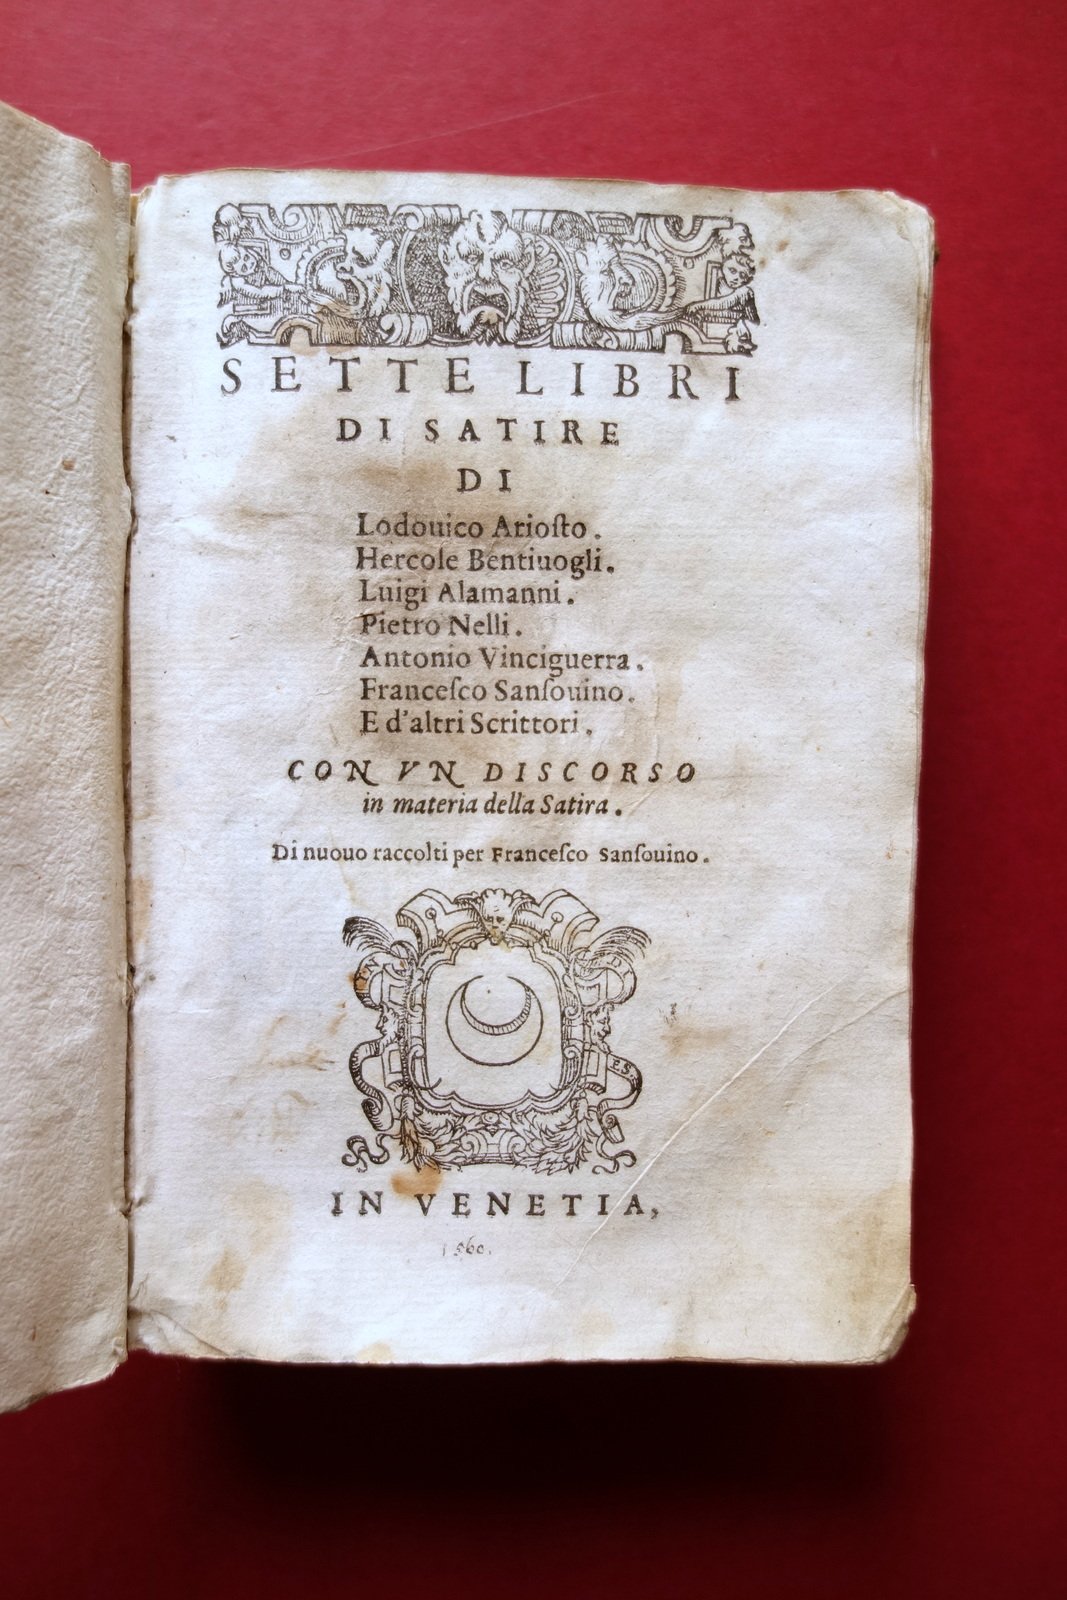 SETTE LIBRI
DI SATIRE
DI
Lodouico Arioſto.
Hercole Bentiuogli.
Luigi Alamanni.
Pietro Nelli.
Antonio Vinciguerra.
Franceſco Sanſouino.
E d'altri Scrittori.
CON VN DISCORSO
in materia della Satira.
Di nuouo raccolti per Franceſco Sanſouino.
IN VENETIA,
1560.